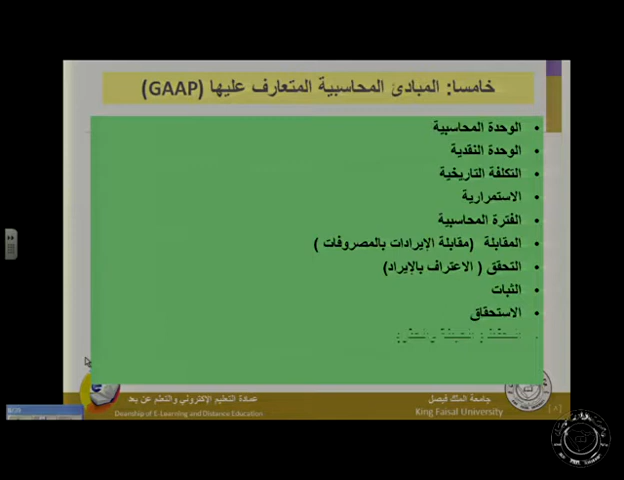 خامسا: المبادئ المحاسبية المتعارف عليها (GAAP)
• الوحدة المحاسبية
• الوحدة النقدية
• التكلفة التاريخية
• الاستمرارية
• الفترة المحاسبية
• المقابلة (مقابلة الإيرادات بالمصروفات )
• التحقق ( الاعتراف بالإيراد)
• الثبات
• الاستحقاق
جامعة الملك فيصل
King Faisal University
عمادة التعليم الإلكتروني والتعلم عن بعد
Deanship of E-Learning and Distance Education